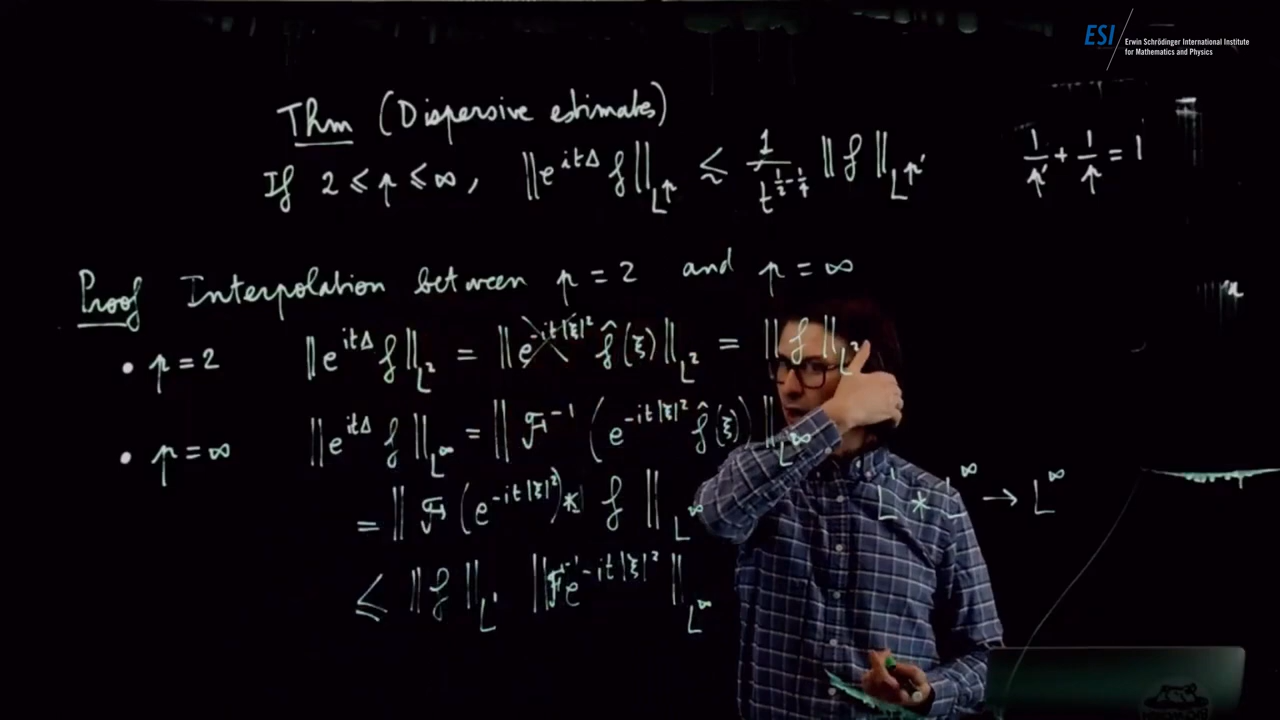 ESI Erwin Schrödinger International Institute
for Mathematics and Physics
Thm (Dispersive estimates)
If 2 ≤ p ≤ ∞, ‖e^{itΔ} f‖_{L^p} ≲ 1/t^{1/2 - 1/p} ‖f‖_{L^{p'}} 1/p' + 1/p = 1
Proof Interpolation between p = 2 and p = ∞
• p = 2 ‖e^{itΔ} f‖_{L^2} = ‖e^{-it|ξ|^2} f̂(ξ)‖_{L^2} = ‖f‖_{L^2}
• p = ∞ ‖e^{itΔ} f‖_{L^∞} = ‖F^{-1} (e^{-it|ξ|^2} f̂(ξ))‖_{L^∞}
= ‖F (e^{-it|ξ|^2}) * f‖_{L^∞} L^1 * L^∞ → L^∞
≤ ‖f‖_{L^1} ‖F^{-1} e^{-it|ξ|^2}‖_{L^∞}